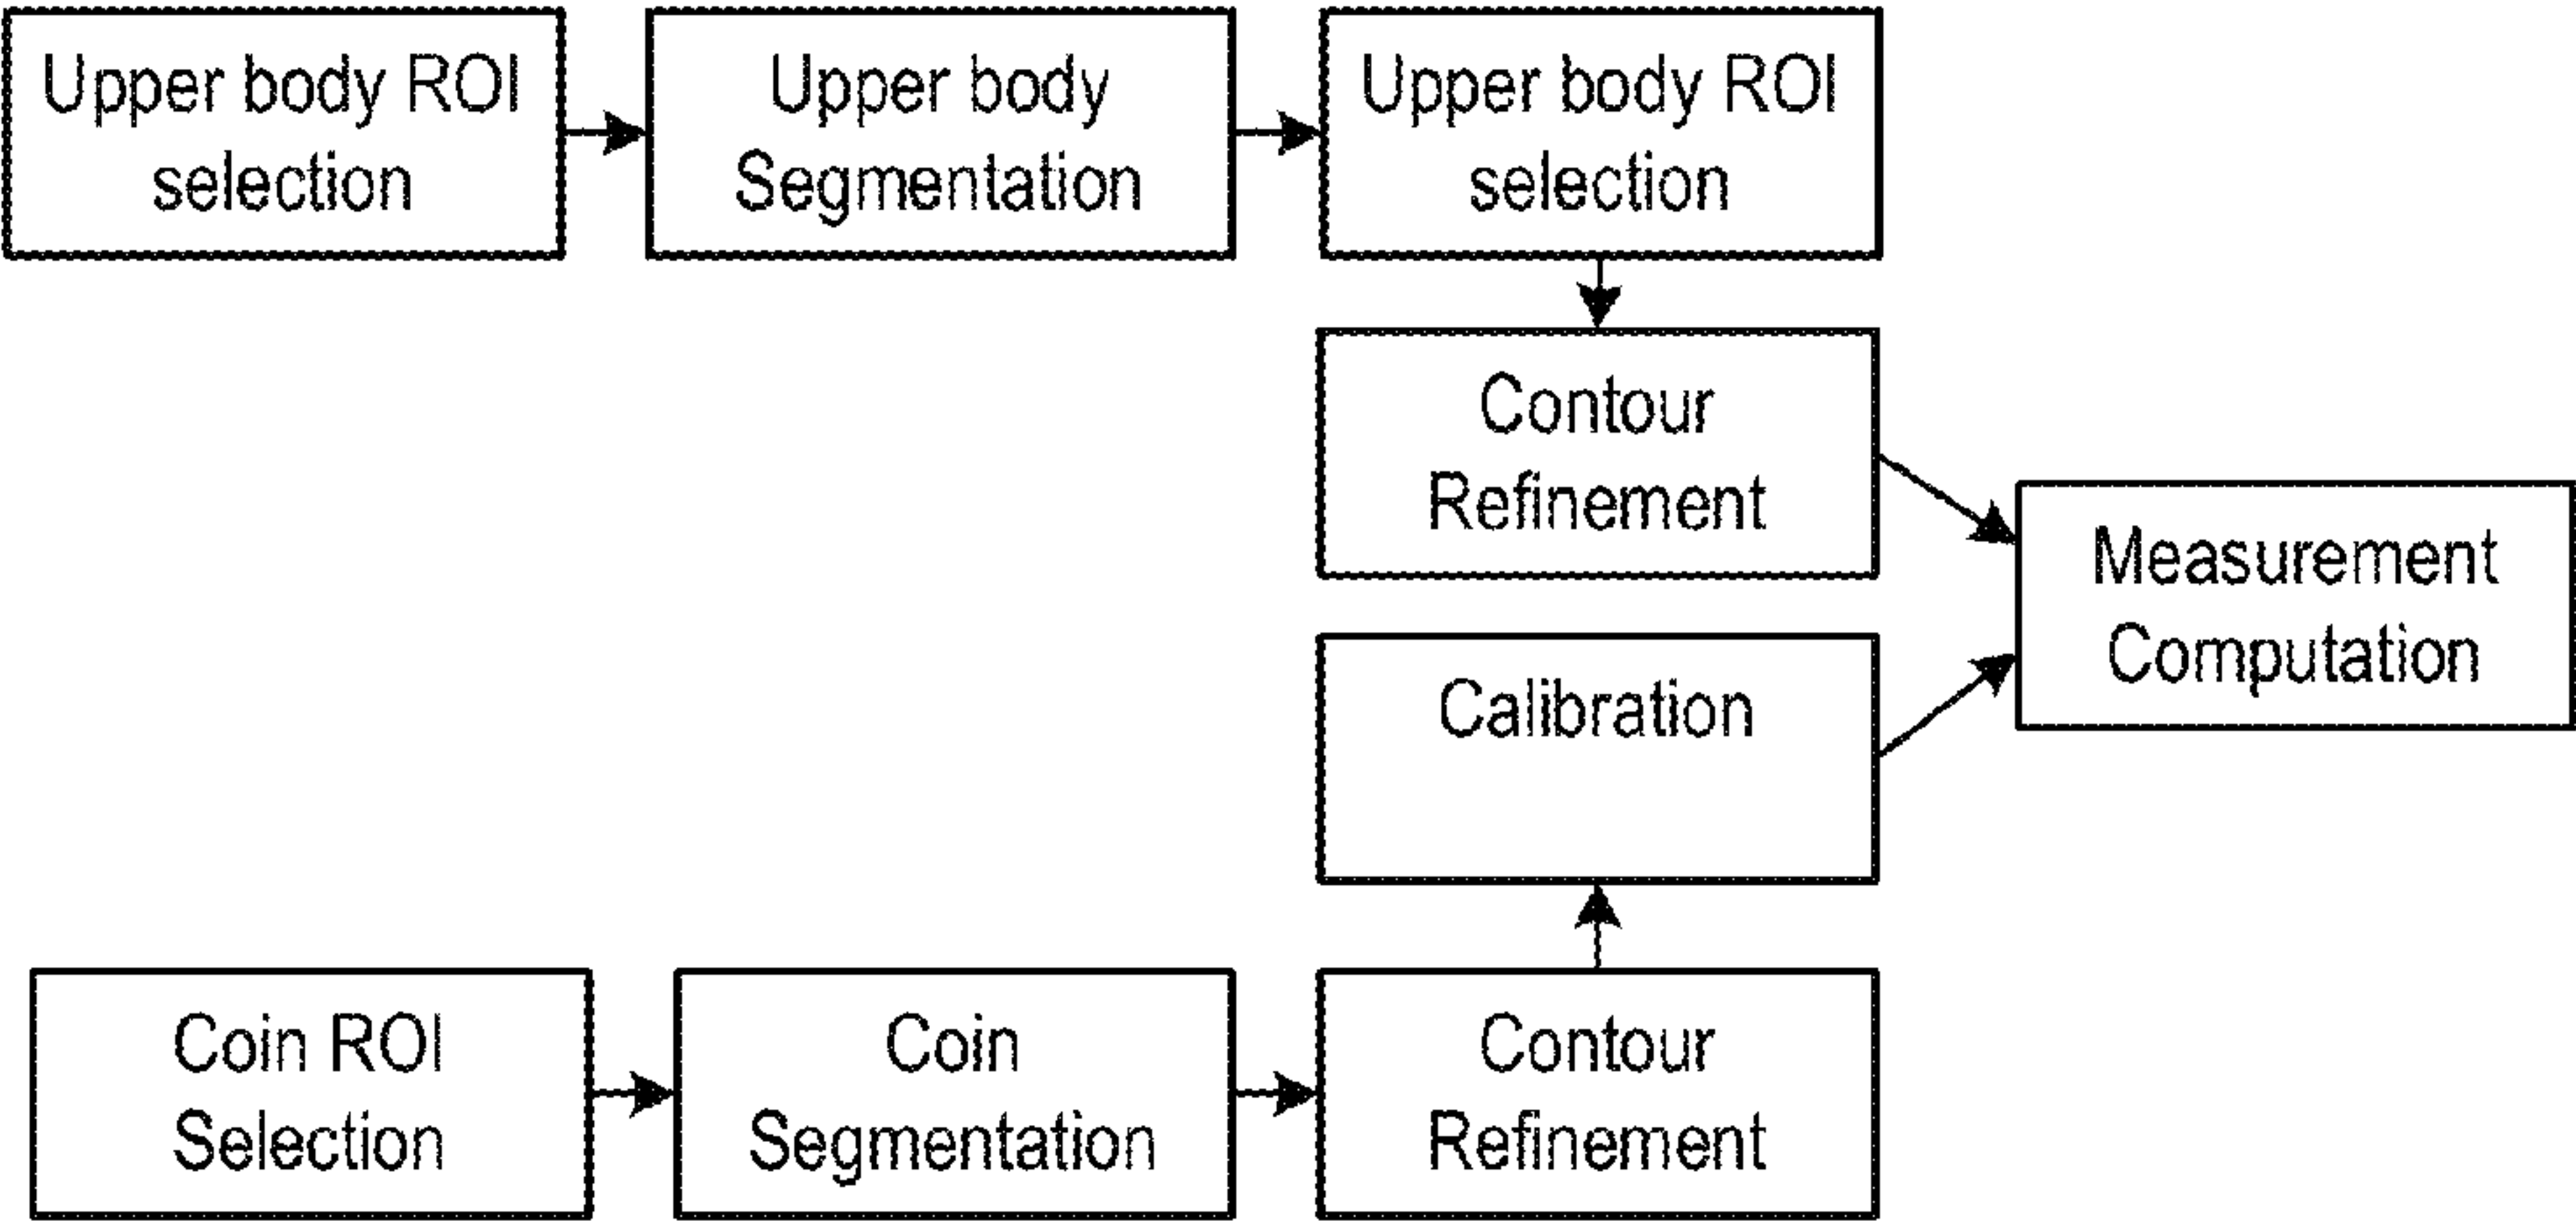 Upper body ROI
selection
Upper body
Segmentation
Upper body ROI
selection
Contour
Refinement
Measurement
Computation
Calibration
Coin ROI
Selection
Coin
Segmentation
Contour
Refinement